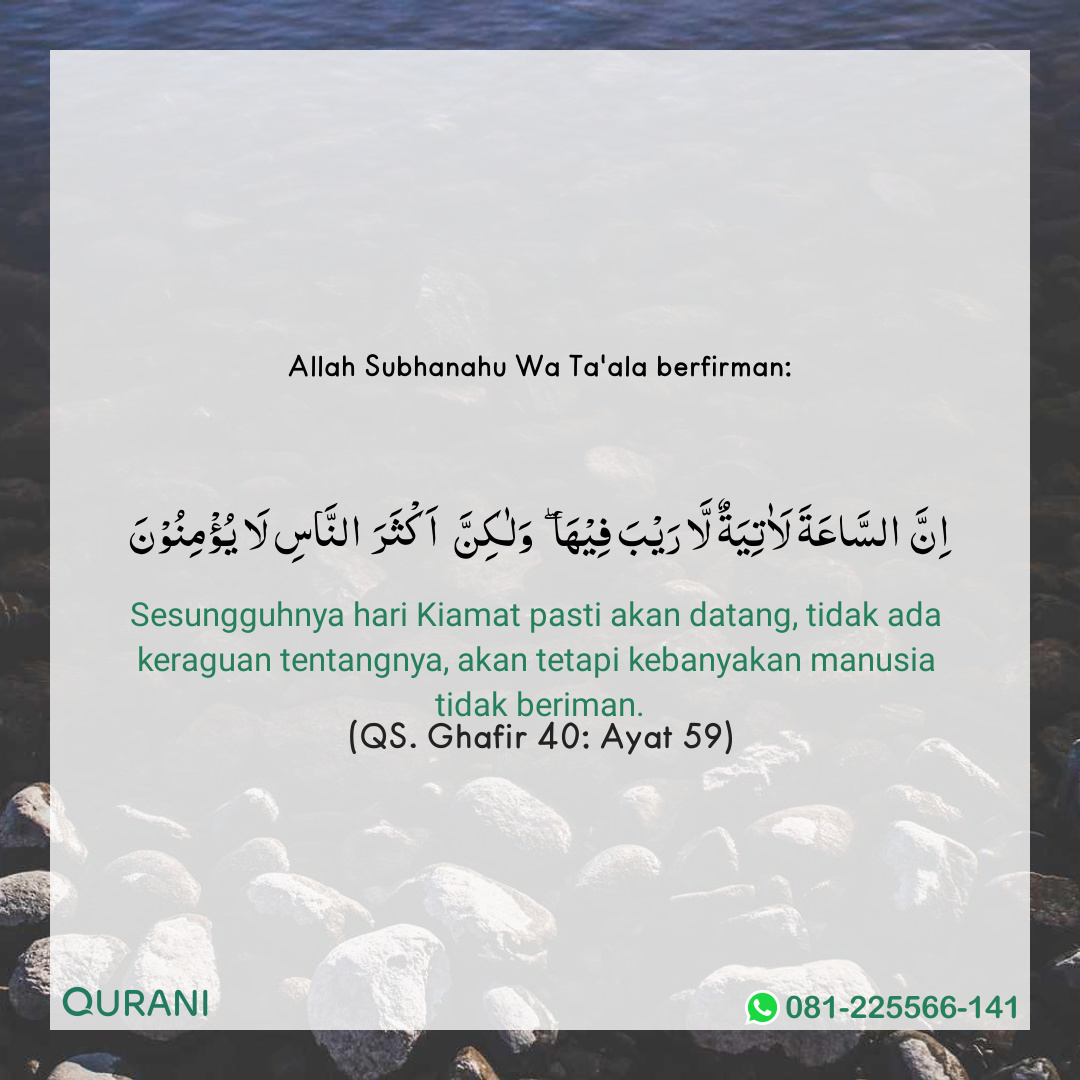 Allah Subhanahu Wa Ta'ala berfirman:
اِنَّ السَّاعَةَ لَاٰتِيَةٌ لَّا رَيْبَ فِيْهَا ۖ وَلٰكِنَّ اَكْثَرَ النَّاسِ لَا يُؤْمِنُوْنَ
Sesungguhnya hari Kiamat pasti akan datang, tidak ada
keraguan tentangnya, akan tetapi kebanyakan manusia
tidak beriman.
(QS. Ghafir 40: Ayat 59)
QURANI
081-225566-141